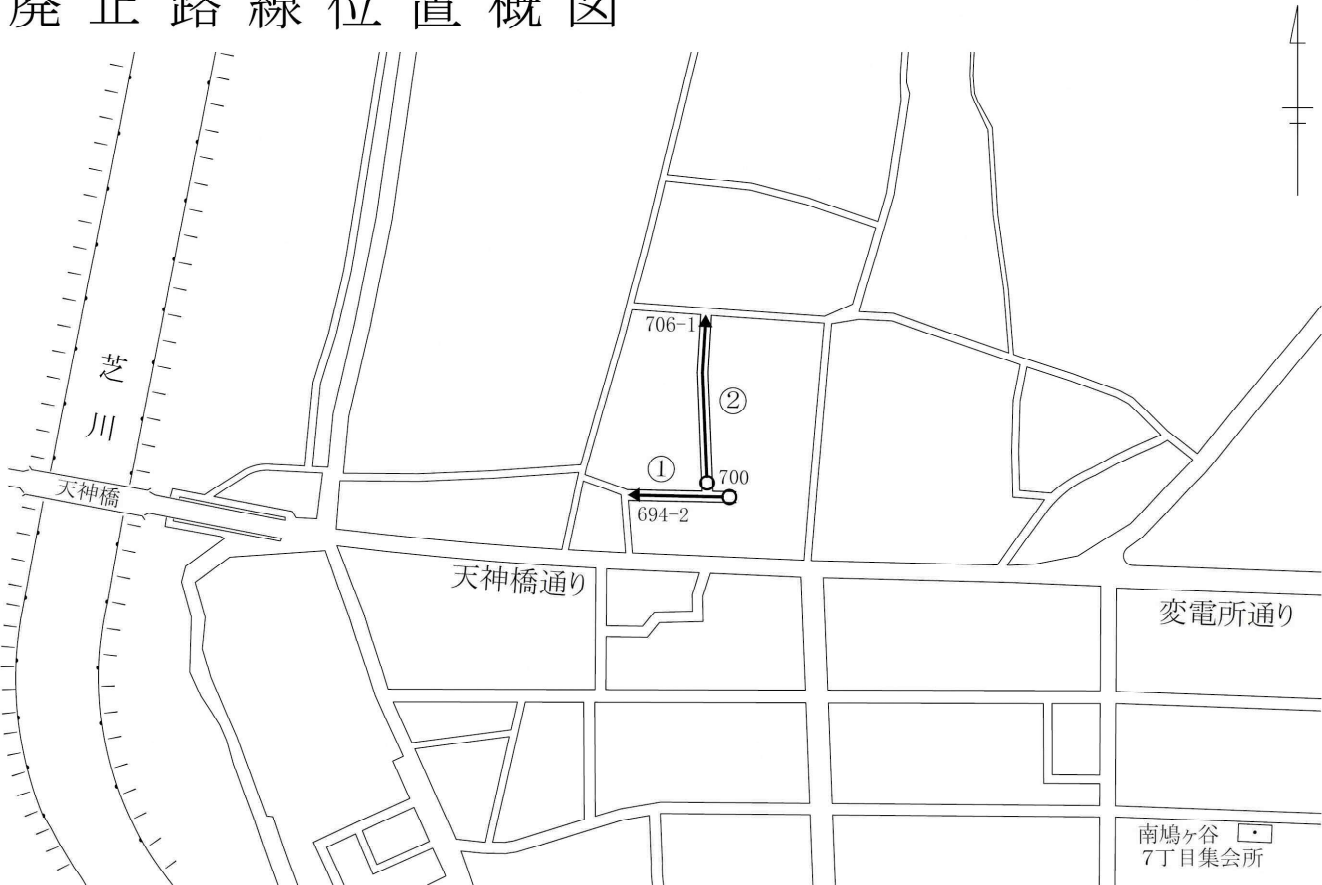 廃止路線位置概図
706-1
②
①
700
694-2
芝川
天神橋
天神橋通り
変電所通り
南鳩ヶ谷
7丁目集会所